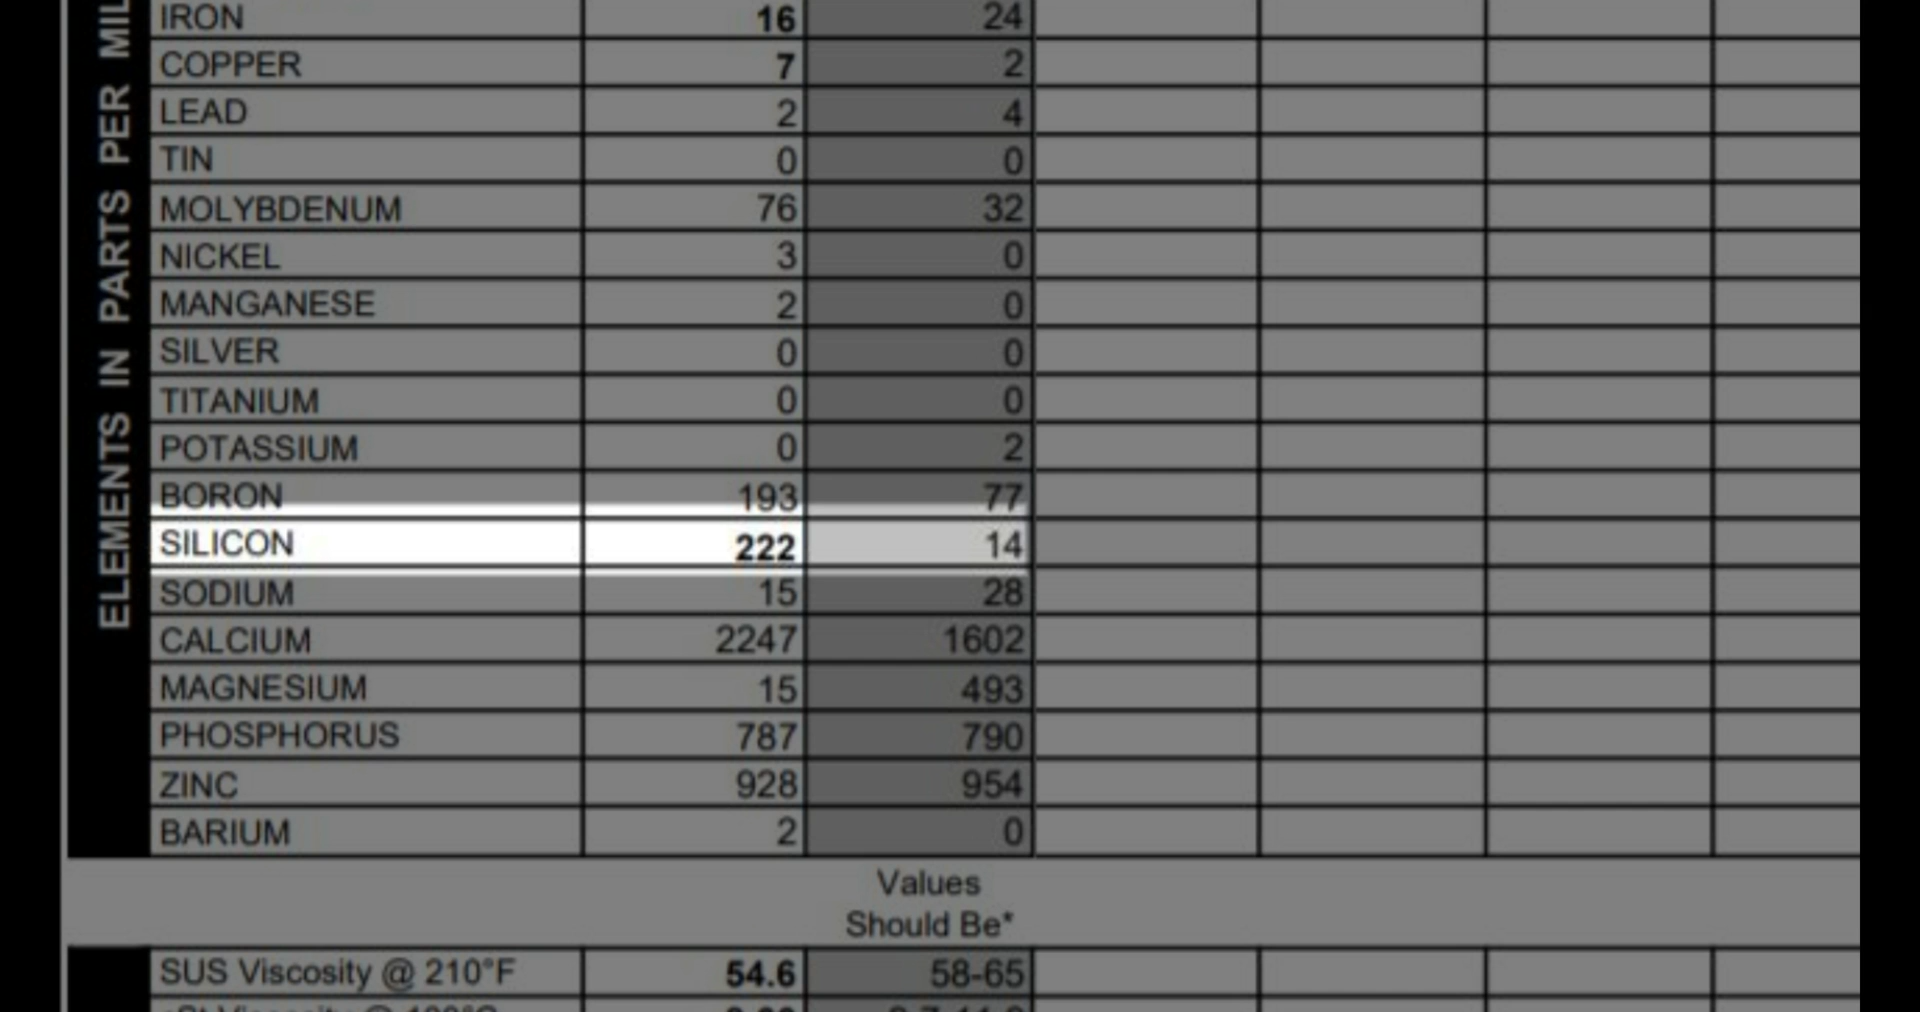 ELEMENTS IN PARTS PER MIL
IRON 16 24
COPPER 7 2
LEAD 2 4
TIN 0 0
MOLYBDENUM 76 32
NICKEL 3 0
MANGANESE 2 0
SILVER 0 0
TITANIUM 0 0
POTASSIUM 0 2
BORON 193 77
SILICON 222 14
SODIUM 15 28
CALCIUM 2247 1602
MAGNESIUM 15 493
PHOSPHORUS 787 790
ZINC 928 954
BARIUM 2 0
Values
Should Be*
SUS Viscosity @ 210°F 54.6 58-65